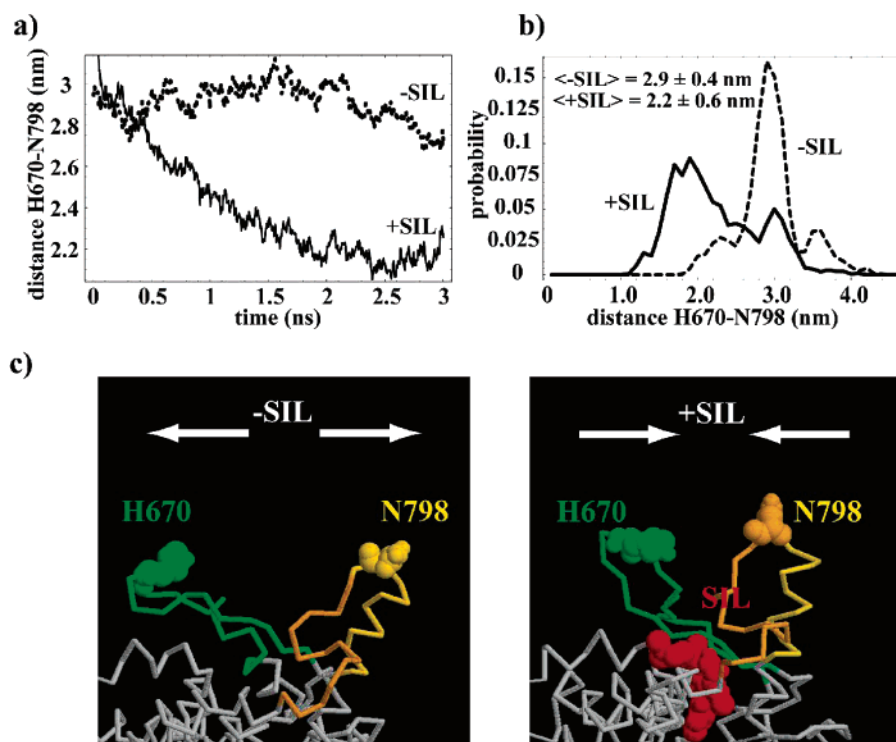 a)
distance H670-N798 (nm)
3
2.8
2.6
2.4
2.2
-SIL
+SIL
0
0.5
1
1.5
2
2.5
3
time (ns)
b)
probability
0.15
0.125
0.1
0.075
0.05
0.025
0
<-SIL> = 2.9 ± 0.4 nm
<+SIL> = 2.2 ± 0.6 nm
-SIL
+SIL
0
1.0
2.0
3.0
4.0
distance H670-N798 (nm)
c)
-SIL
H670
N798
+SIL
H670
N798
SIL